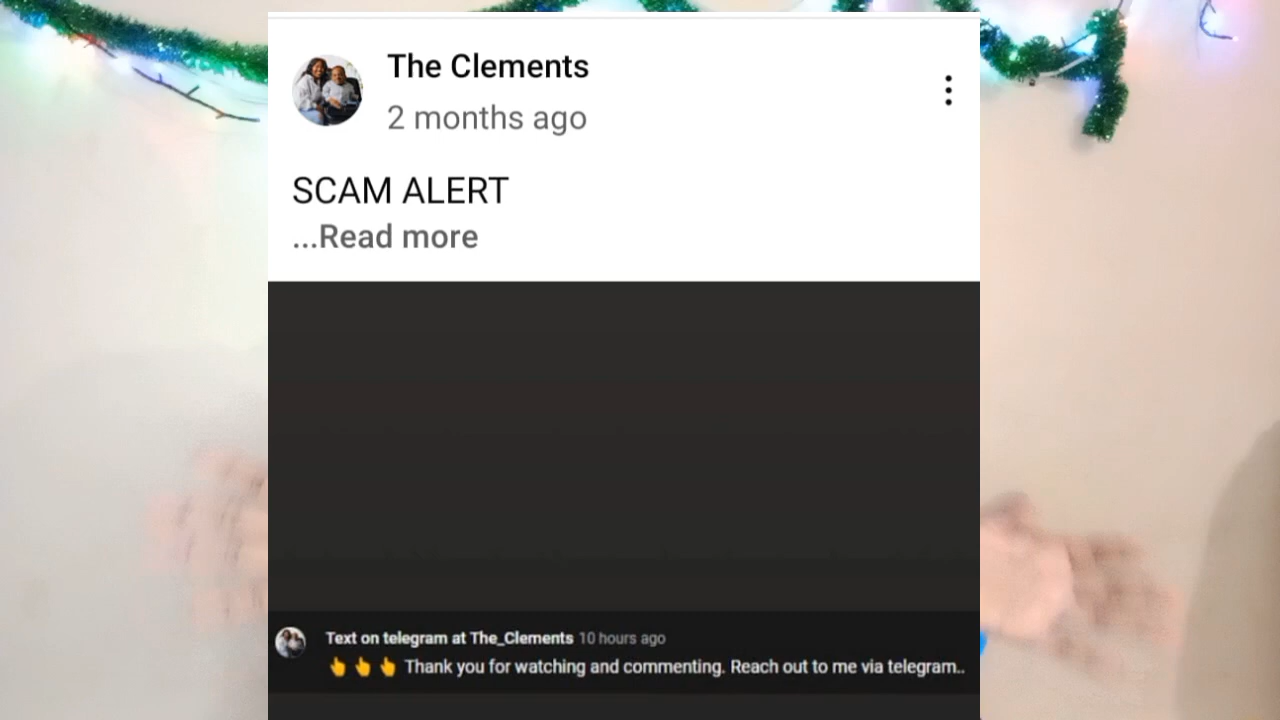 The Clements
2 months ago
SCAM ALERT
...Read more
Text on telegram at The_Clements 10 hours ago
👆👆👆 Thank you for watching and commenting. Reach out to me via telegram..